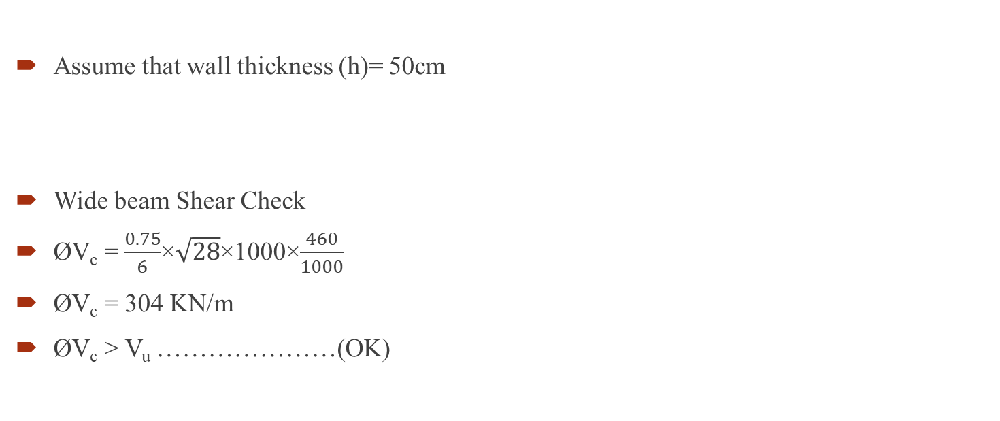 Assume that wall thickness (h)= 50cm
Wide beam Shear Check
ØVc = 0.75/6×√28×1000×460/1000
ØVc = 304 KN/m
ØVc > Vu …………………(OK)